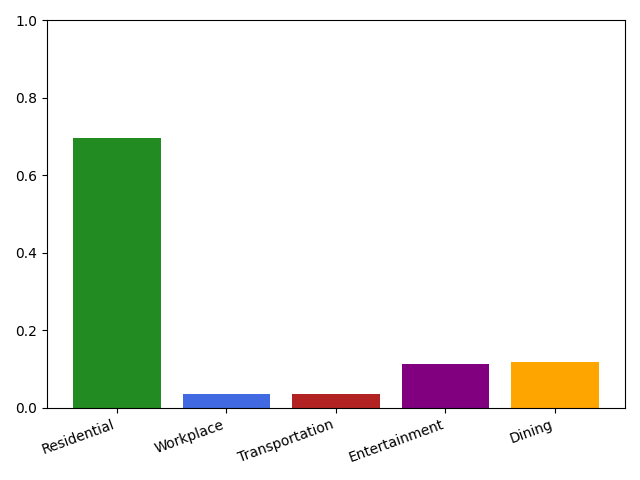 1.0
0.8
0.6
0.4
0.2
0.0
Residential
Workplace
Transportation
Entertainment
Dining